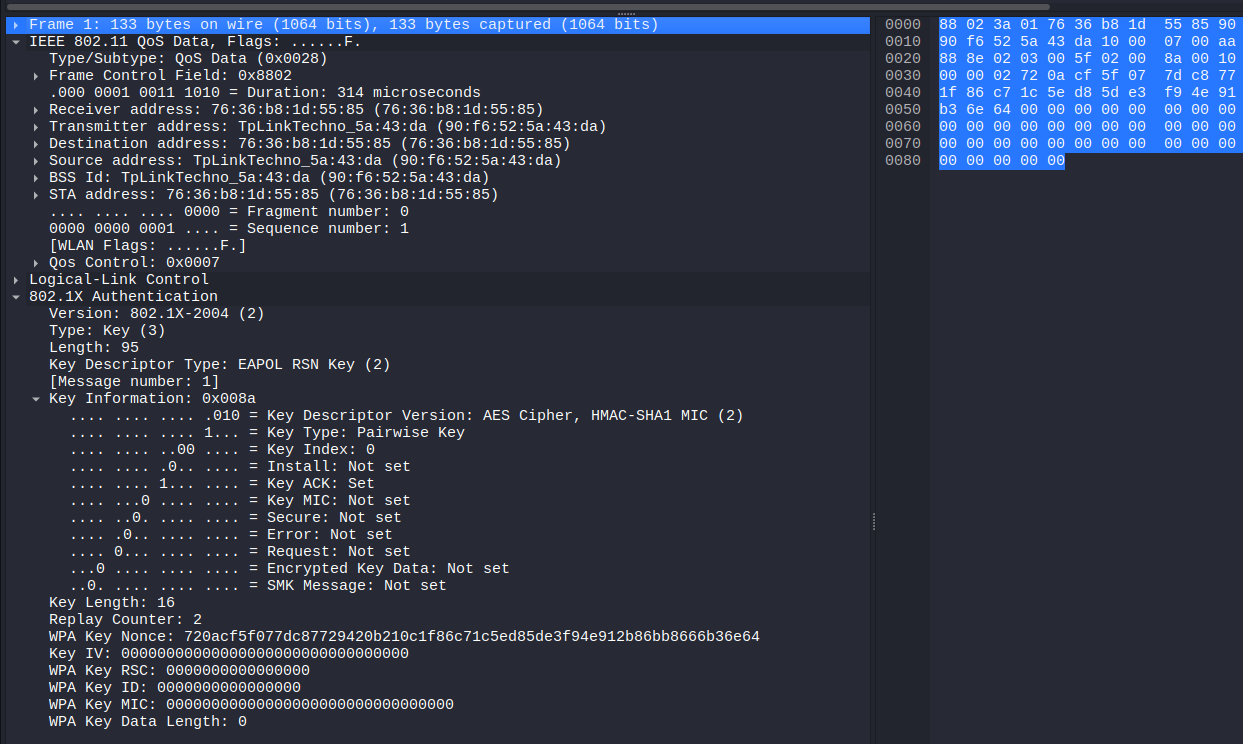 Frame 1: 133 bytes on wire (1064 bits), 133 bytes captured (1064 bits)
IEEE 802.11 QoS Data, Flags: ......F.
Type/Subtype: QoS Data (0x0028)
Frame Control Field: 0x8802
.000 0001 0011 1010 = Duration: 314 microseconds
Receiver address: 76:36:b8:1d:55:85 (76:36:b8:1d:55:85)
Transmitter address: TpLinkTechno_5a:43:da (90:f6:52:5a:43:da)
Destination address: 76:36:b8:1d:55:85 (76:36:b8:1d:55:85)
Source address: TpLinkTechno_5a:43:da (90:f6:52:5a:43:da)
BSS Id: TpLinkTechno_5a:43:da (90:f6:52:5a:43:da)
STA address: 76:36:b8:1d:55:85 (76:36:b8:1d:55:85)
.... .... .... 0000 = Fragment number: 0
0000 0000 0001 .... = Sequence number: 1
[WLAN Flags: ......F.]
Qos Control: 0x0007
Logical-Link Control
802.1X Authentication
Version: 802.1X-2004 (2)
Type: Key (3)
Length: 95
Key Descriptor Type: EAPOL RSN Key (2)
[Message number: 1]
Key Information: 0x008a
.... .... .... .010 = Key Descriptor Version: AES Cipher, HMAC-SHA1 MIC (2)
.... .... .... 1... = Key Type: Pairwise Key
.... .... ..00 .... = Key Index: 0
.... .... .0.. .... = Install: Not set
.... .... 1... .... = Key ACK: Set
.... ...0 .... .... = Key MIC: Not set
.... ..0. .... .... = Secure: Not set
.... .0.. .... .... = Error: Not set
.... 0... .... .... = Request: Not set
...0 .... .... .... = Encrypted Key Data: Not set
..0. .... .... .... = SMK Message: Not set
Key Length: 16
Replay Counter: 2
WPA Key Nonce: 720acf5f077dc87729420b210c1f86c71c5ed85de3f94e912b86bb8666b36e64
Key IV: 00000000000000000000000000000000
WPA Key RSC: 0000000000000000
WPA Key ID: 0000000000000000
WPA Key MIC: 00000000000000000000000000000000
WPA Key Data Length: 0
0000 88 02 3a 01 76 36 b8 1d 55 85 90
0010 90 f6 52 5a 43 da 10 00 07 00 aa
0020 88 8e 02 03 00 5f 02 00 8a 00 10
0030 00 00 02 72 0a cf 5f 07 7d c8 77
0040 1f 86 c7 1c 5e d8 5d e3 f9 4e 91
0050 b3 6e 64 00 00 00 00 00 00 00 00
0060 00 00 00 00 00 00 00 00 00 00 00
0070 00 00 00 00 00 00 00 00 00 00 00
0080 00 00 00 00 00